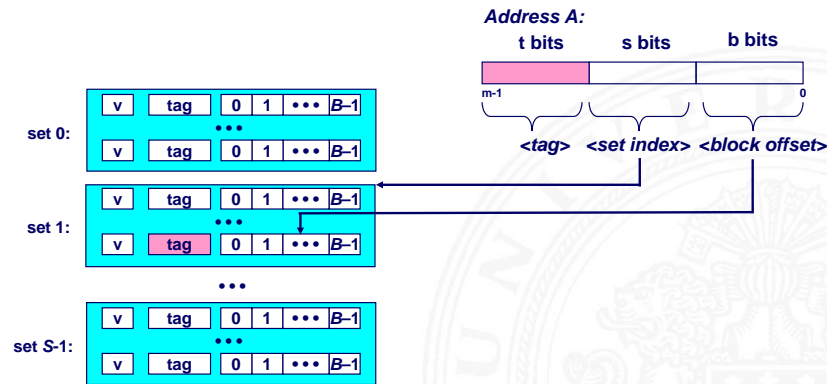 Address A:
t bits s bits b bits
m-1 0
<tag> <set index> <block offset>
v tag 0 1 ••• B–1
set 0: •••
v tag 0 1 ••• B–1
v tag 0 1 ••• B–1
set 1: •••
v tag 0 1 ••• B–1
•••
v tag 0 1 ••• B–1
set S-1: •••
v tag 0 1 ••• B–1
UNIVER